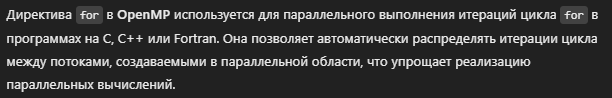 Директива for в OpenMP используется для параллельного выполнения итераций цикла for в
программах на C, C++ или Fortran. Она позволяет автоматически распределять итерации цикла
между потоками, создаваемыми в параллельной области, что упрощает реализацию
параллельных вычислений.